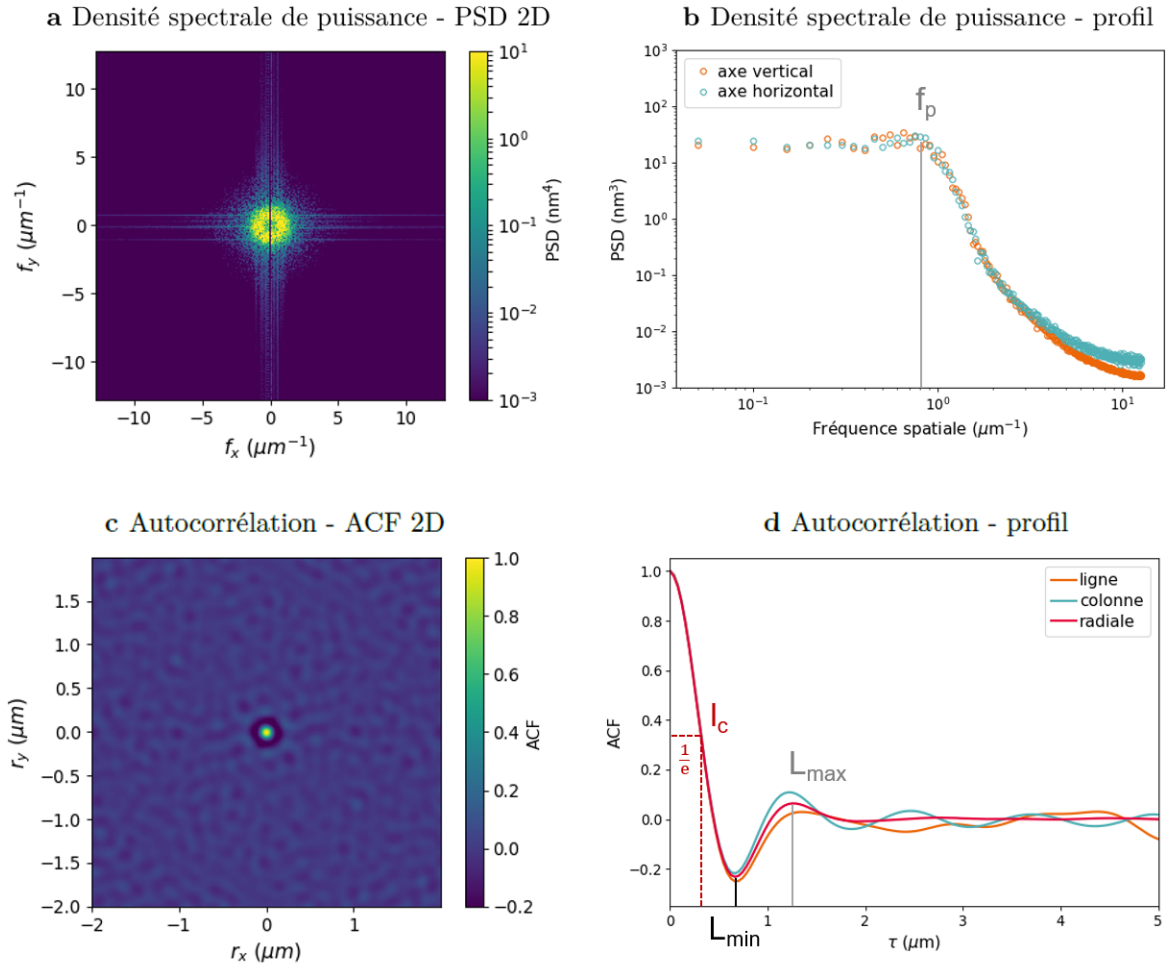 a Densité spectrale de puissance - PSD 2D
10
5
0
−5
−10
f_y (μm⁻¹)
−10
−5
0
5
10
f_x (μm⁻¹)
10¹
10⁰
10⁻¹
10⁻²
10⁻³
PSD (nm⁴)
b Densité spectrale de puissance - profil
axe vertical
axe horizontal
f_p
10³
10²
10¹
10⁰
10⁻¹
10⁻²
10⁻³
PSD (nm³)
10⁻¹
10⁰
10¹
Fréquence spatiale (μm⁻¹)
c Autocorrélation - ACF 2D
1.5
1.0
0.5
0.0
−0.5
−1.0
−1.5
−2.0
r_y (μm)
−2
−1
0
1
2
r_x (μm)
1.0
0.8
0.6
0.4
0.2
0.0
−0.2
ACF
d Autocorrélation - profil
ligne
colonne
radiale
1.0
0.8
0.6
0.4
0.2
0.0
−0.2
ACF
l_c
1/e
L_max
L_min
0
1
2
3
4
5
τ (μm)